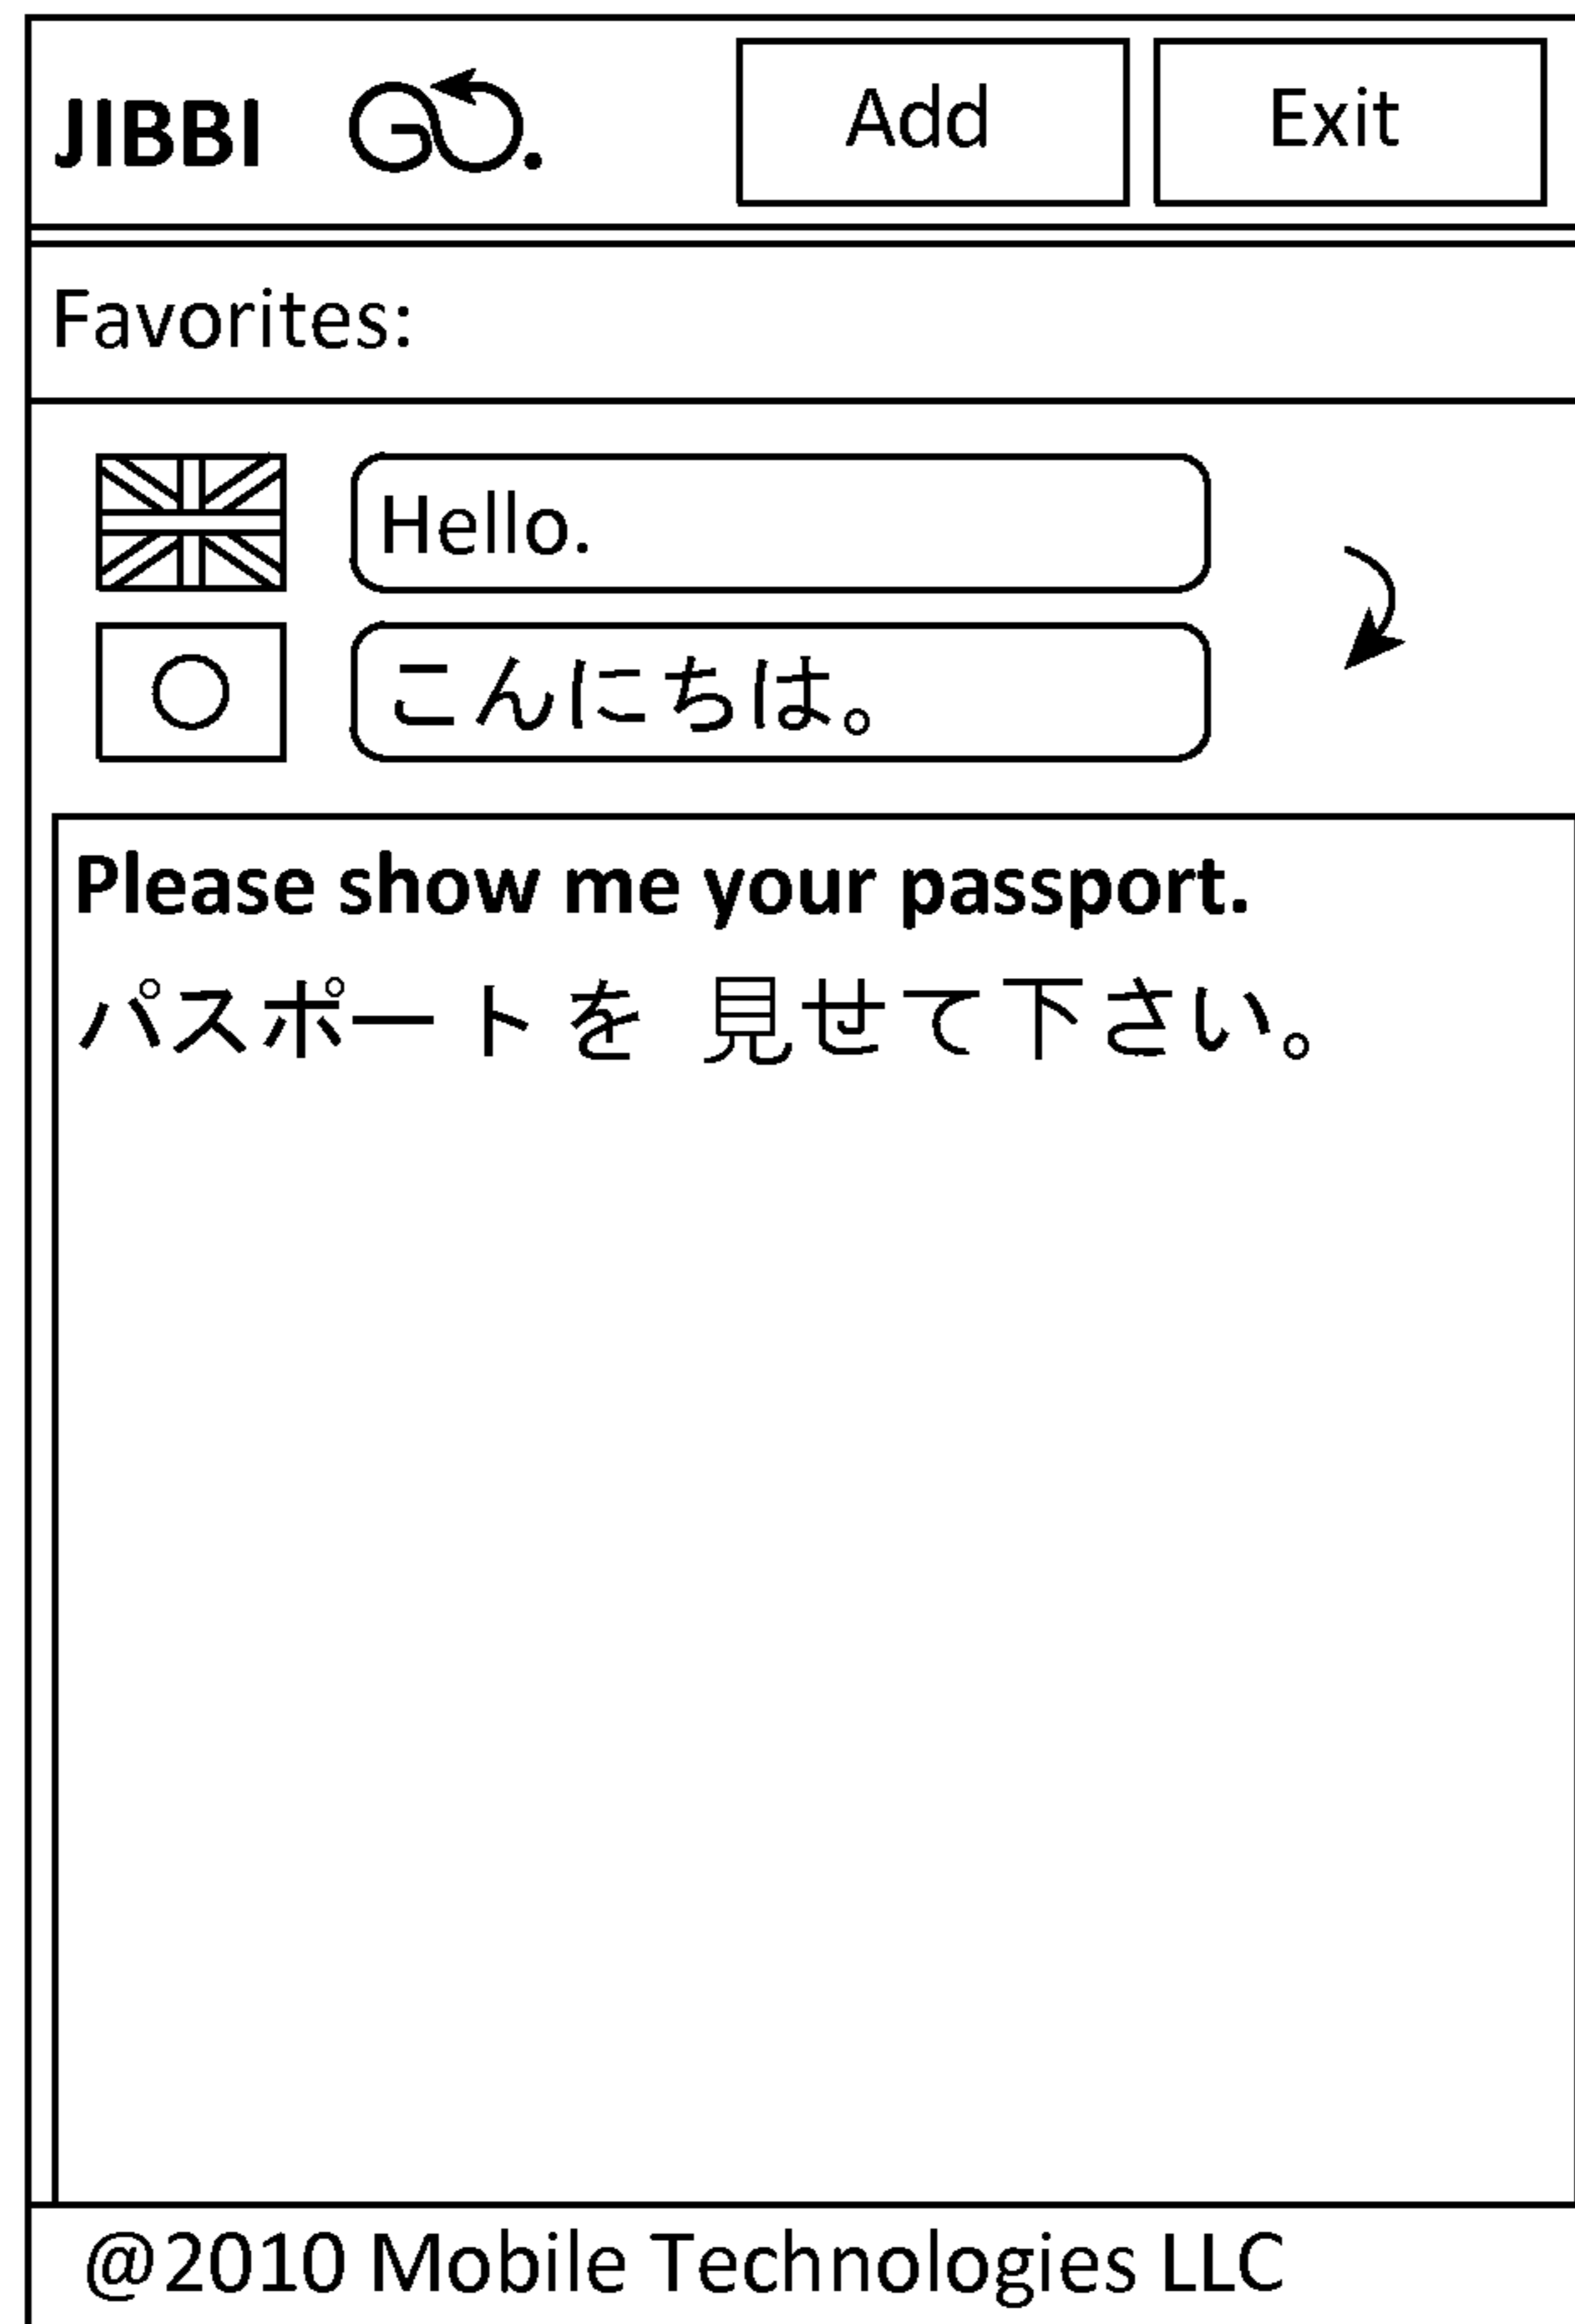 JIBBI GO. Add Exit
Favorites:
Hello.
こんにちは。
Please show me your passport.
パスポートを 見せて下さい。
@2010 Mobile Technologies LLC